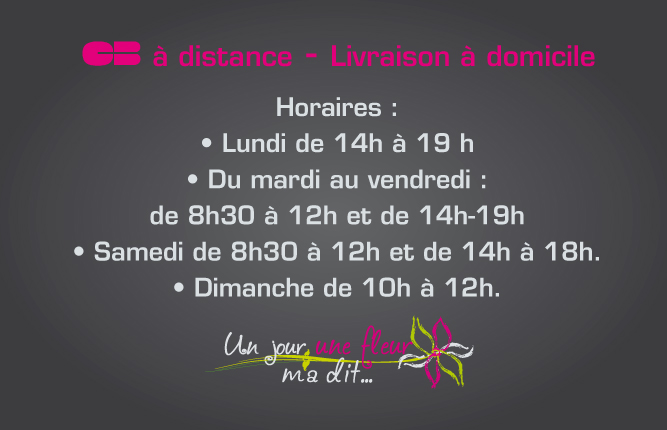 CB à distance - Livraison à domicile
Horaires :
• Lundi de 14h à 19 h
• Du mardi au vendredi :
de 8h30 à 12h et de 14h-19h
• Samedi de 8h30 à 12h et de 14h à 18h.
• Dimanche de 10h à 12h.
Un jour une fleur
ma dit...